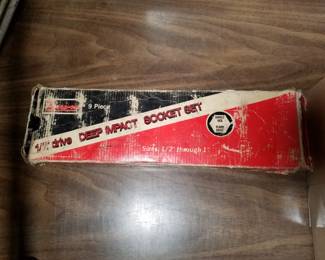 9 Piece
1/2" drive DEEP IMPACT SOCKET SET
Sizes 1/2" through 1"